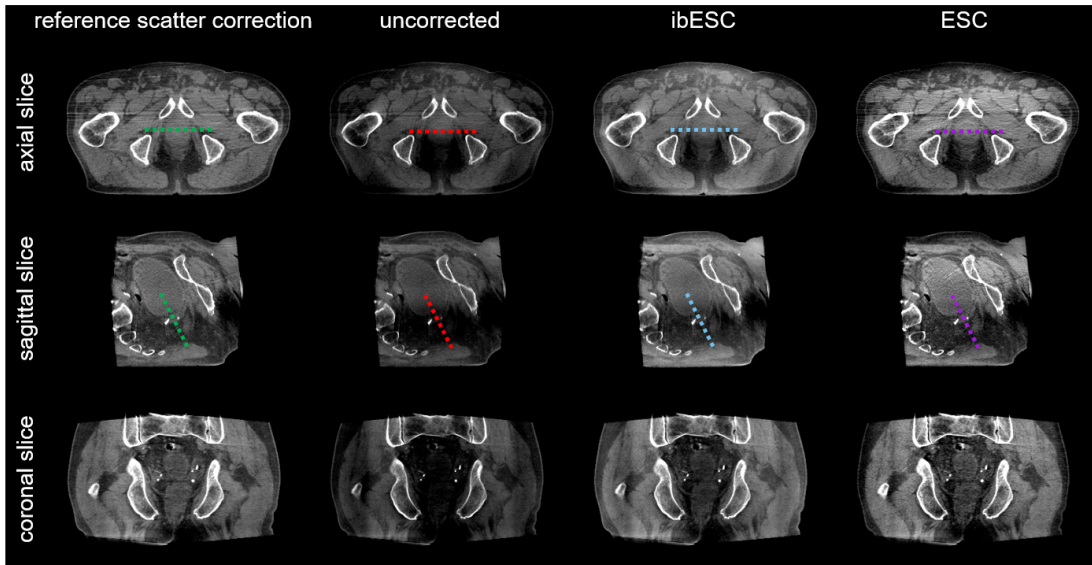 reference scatter correction
uncorrected
ibESC
ESC
axial slice
sagittal slice
coronal slice